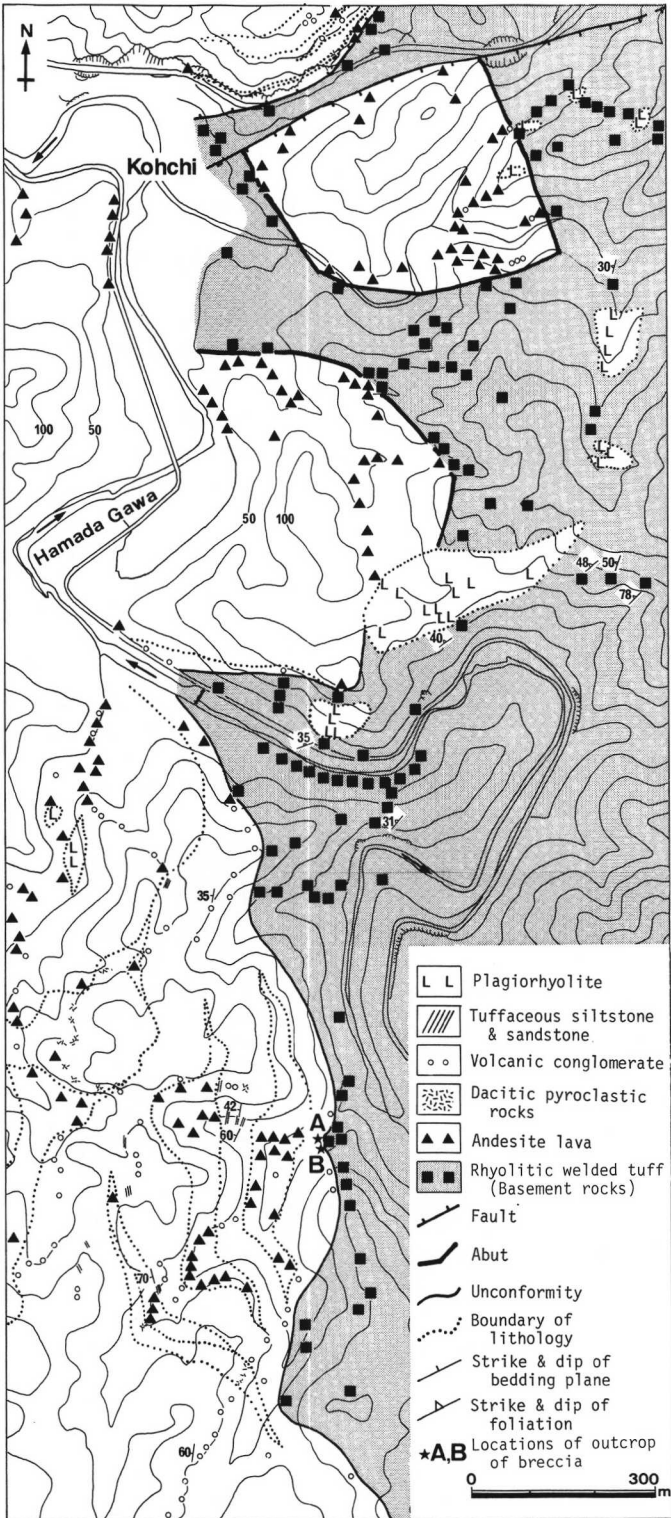 N
Kohchi
30
100
50
Hamada Gawa
50
100
L
48
50
78
40
35
31
35
42
60
A
B
70
60
L L Plagiorhyolite
Tuffaceous siltstone
& sandstone
Volcanic conglomerate
Dacitic pyroclastic
rocks
Andesite lava
Rhyolitic welded tuff
(Basement rocks)
Fault
Abut
Unconformity
Boundary of
lithology
Strike & dip of
bedding plane
Strike & dip of
foliation
★A,B Locations of outcrop
of breccia
0 300m